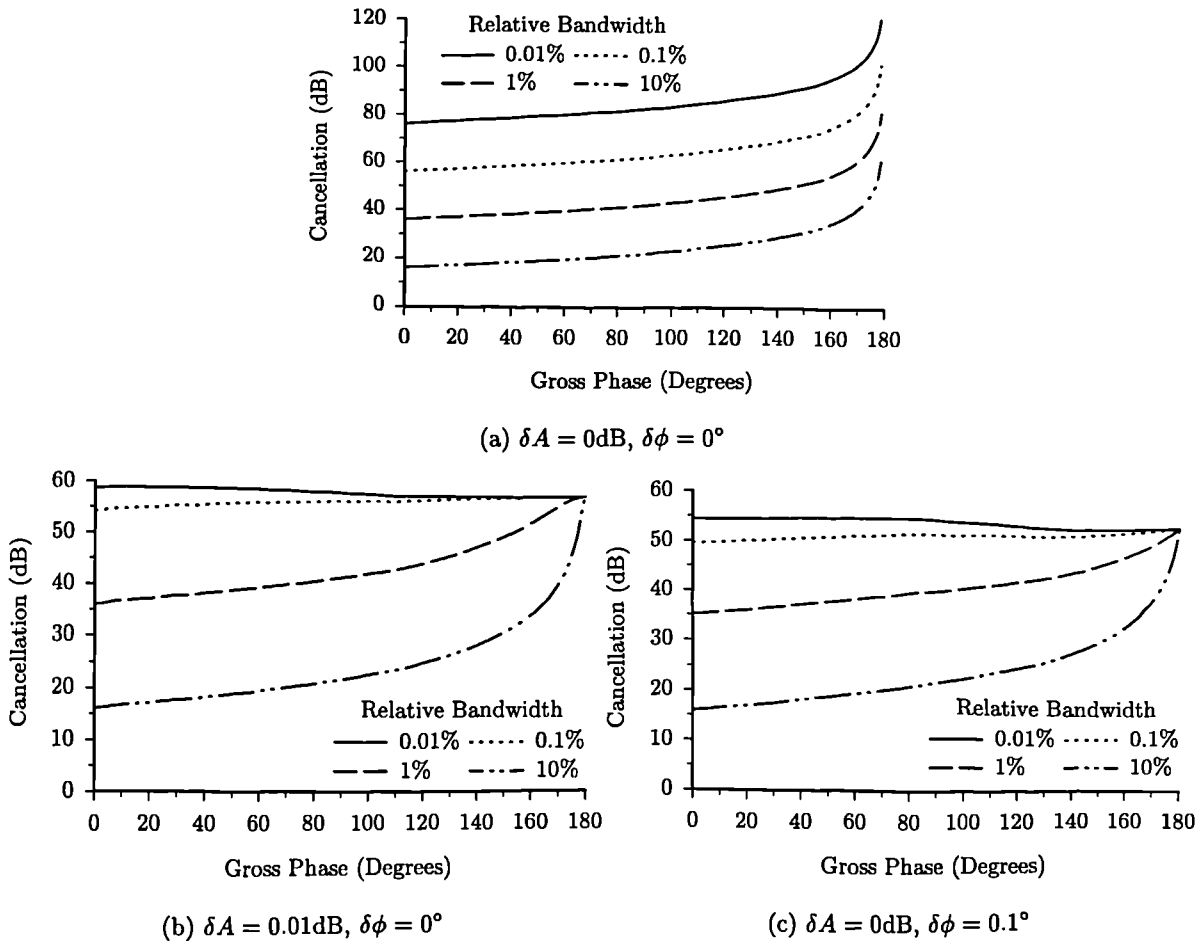 Relative Bandwidth
0.01% 0.1%
1% 10%
120
100
80
60
40
20
0
Cancellation (dB)
0 20 40 60 80 100 120 140 160 180
Gross Phase (Degrees)
(a) δA = 0dB, δϕ = 0°
60
50
40
30
20
10
0
Cancellation (dB)
Relative Bandwidth
0.01% 0.1%
1% 10%
0 20 40 60 80 100 120 140 160 180
Gross Phase (Degrees)
(b) δA = 0.01dB, δϕ = 0°
60
50
40
30
20
10
0
Cancellation (dB)
Relative Bandwidth
0.01% 0.1%
1% 10%
0 20 40 60 80 100 120 140 160 180
Gross Phase (Degrees)
(c) δA = 0dB, δϕ = 0.1°